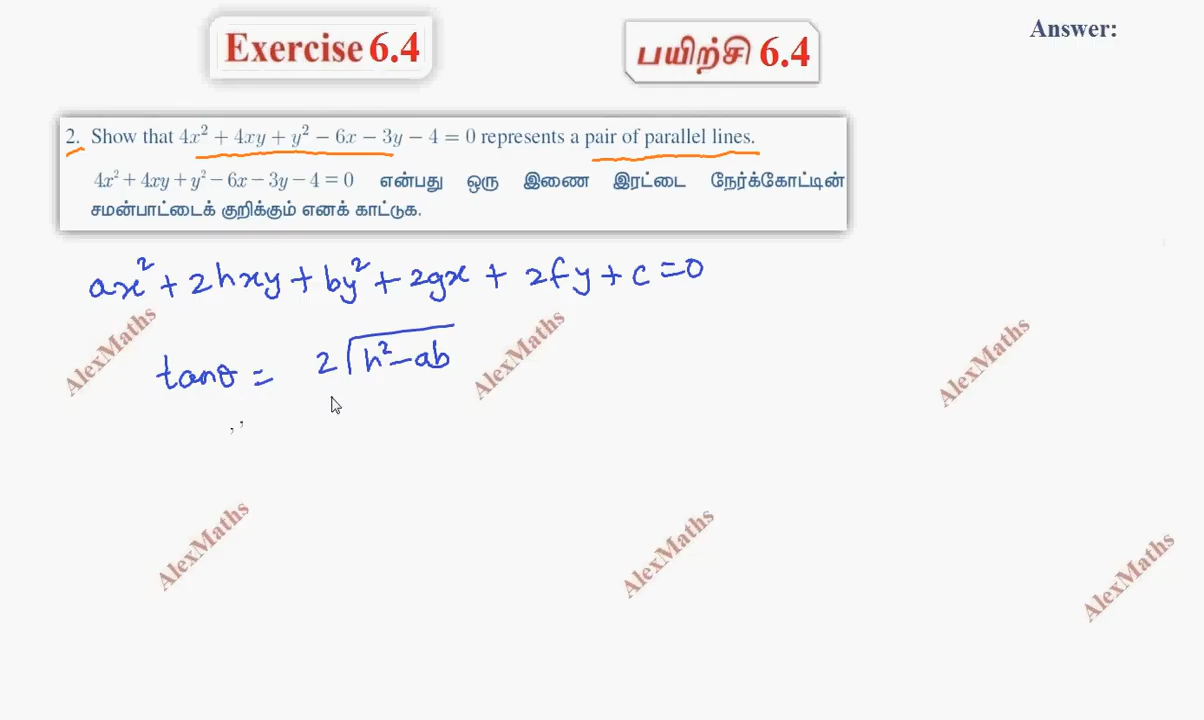 Exercise 6.4
பயிற்சி 6.4
Answer:
2. Show that 4x² + 4xy + y² − 6x − 3y − 4 = 0 represents a pair of parallel lines.
4x² + 4xy + y² − 6x − 3y − 4 = 0 என்பது ஒரு இணை இரட்டை நேர்க்கோட்டின்
சமன்பாட்டைக் குறிக்கும் எனக் காட்டுக.
ax² + 2hxy + by² + 2gx + 2fy + c = 0
tanθ = 2√(h² − ab)
AlexMaths
AlexMaths
AlexMaths
AlexMaths
AlexMaths
AlexMaths